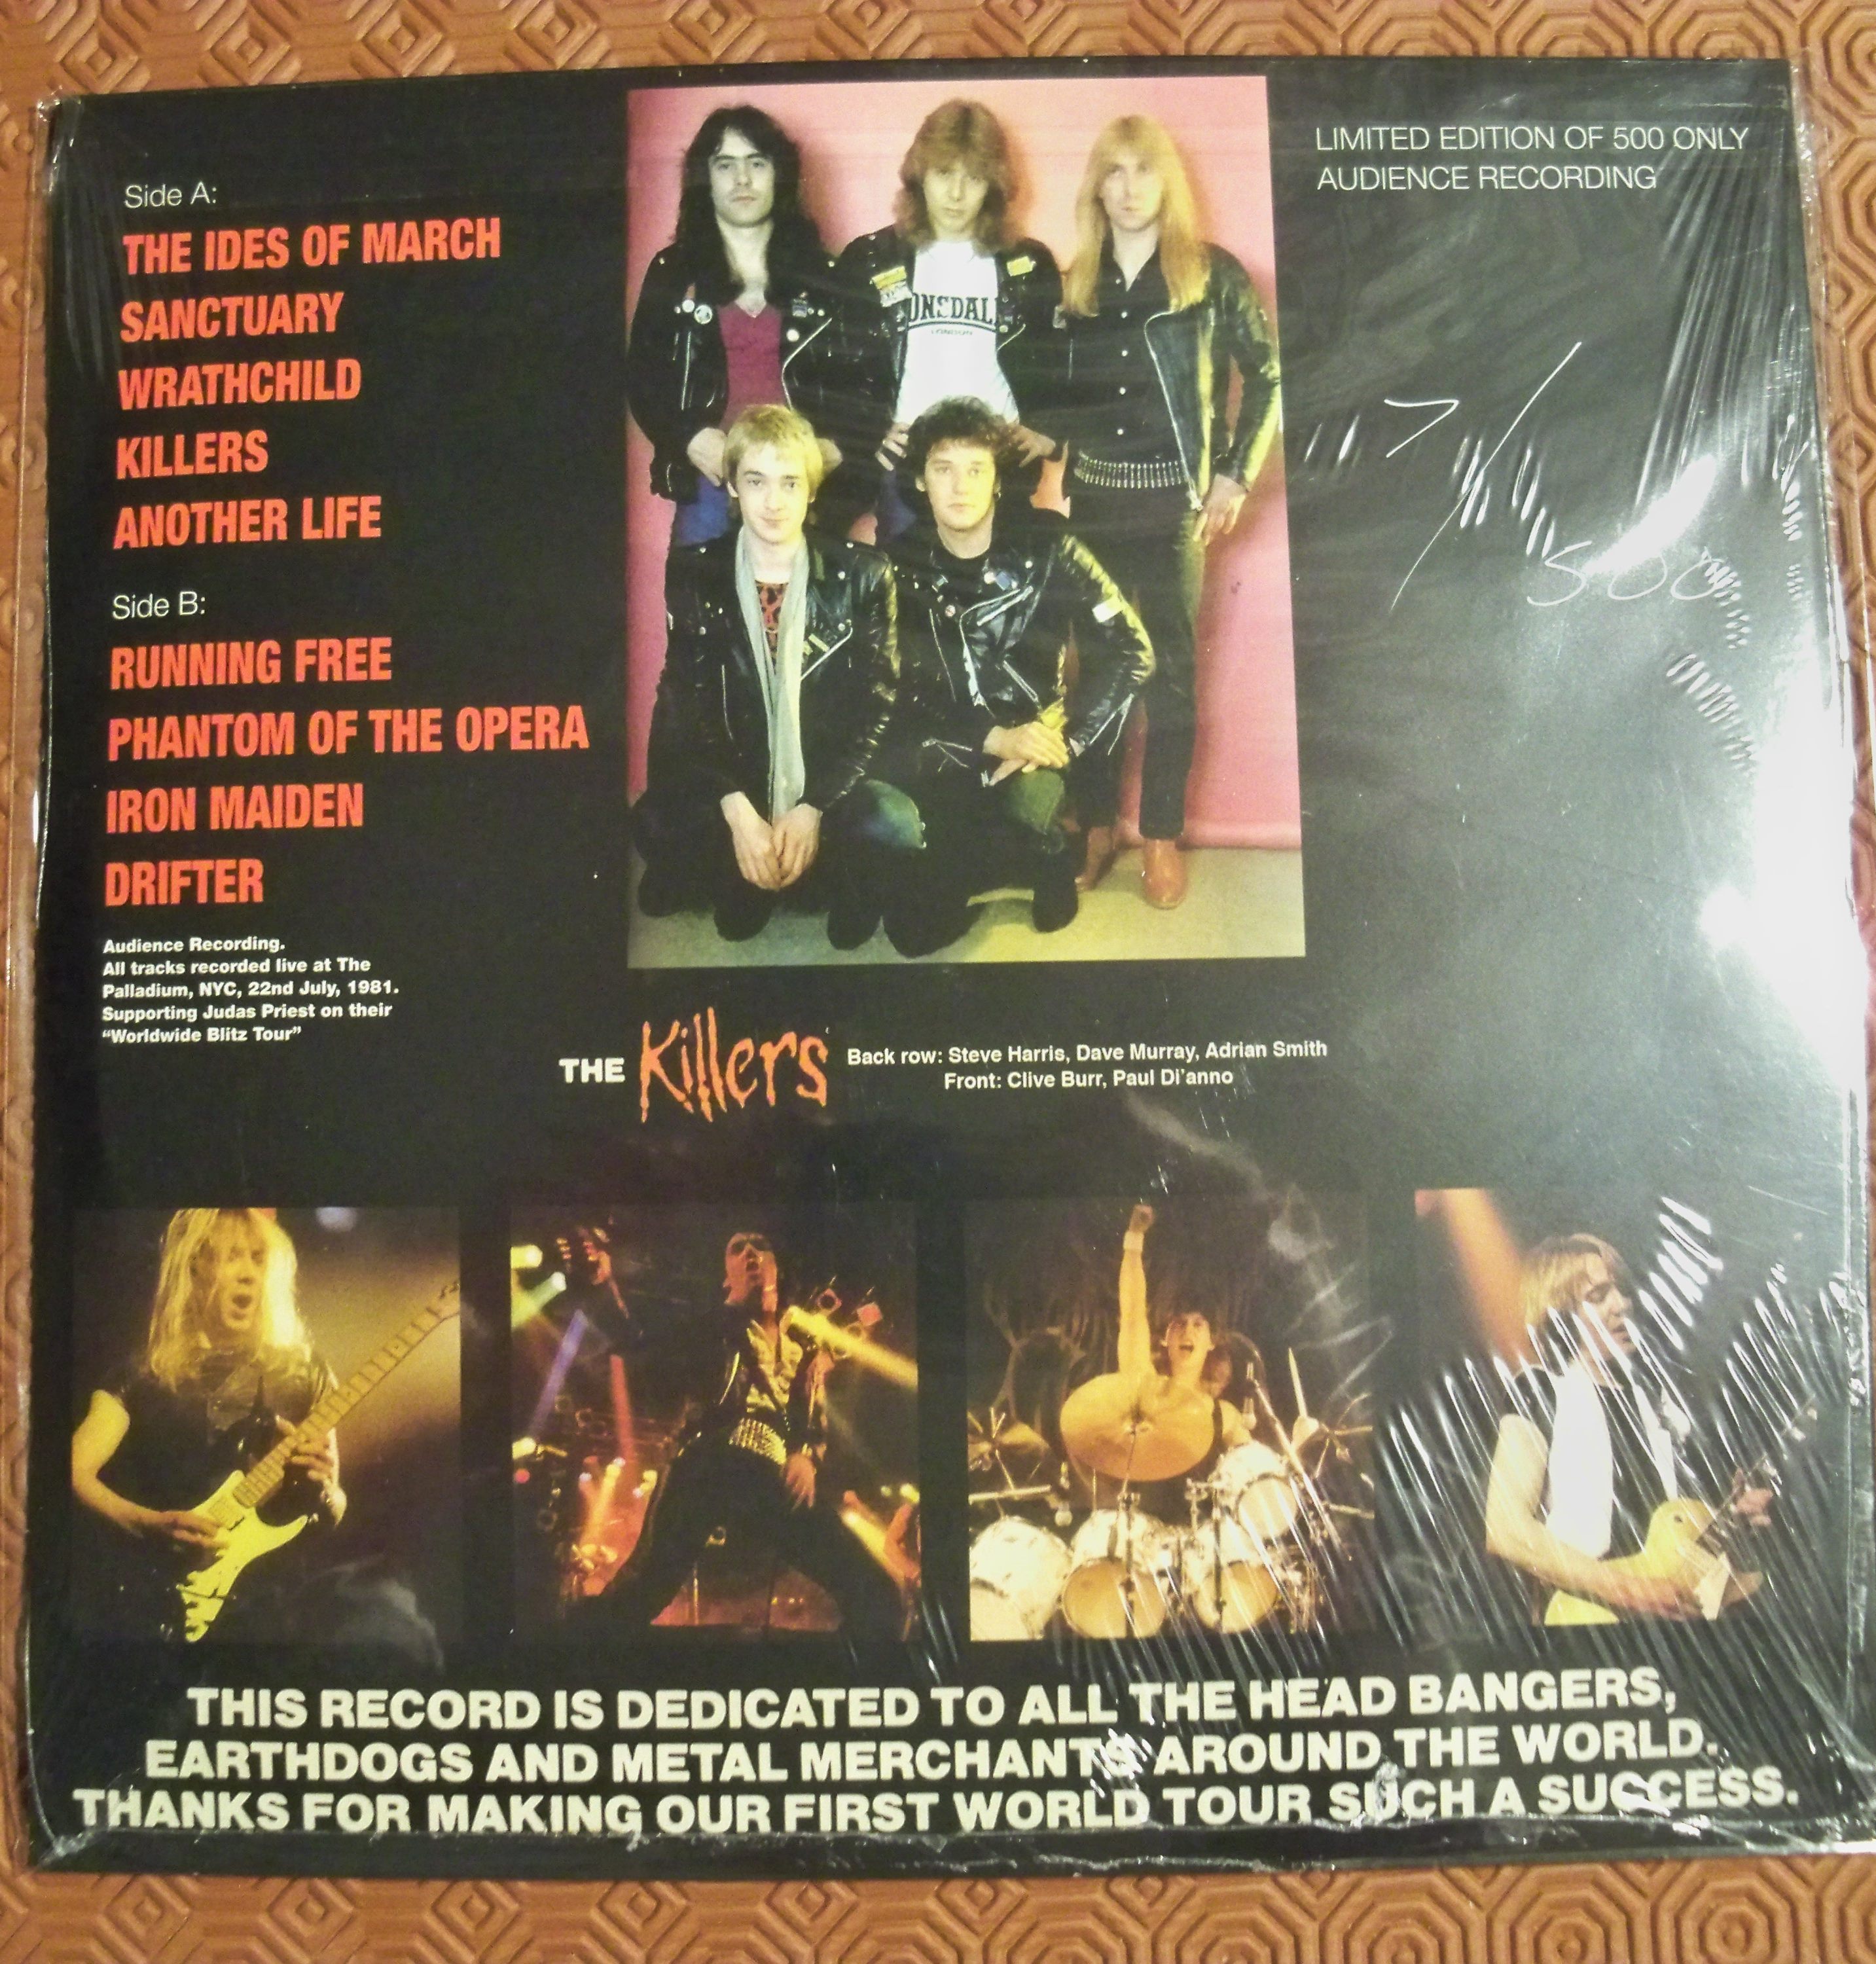 Side A:
THE IDES OF MARCH
SANCTUARY
WRATHCHILD
KILLERS
ANOTHER LIFE
Side B:
RUNNING FREE
PHANTOM OF THE OPERA
IRON MAIDEN
DRIFTER
Audience Recording.
All tracks recorded live at The
Palladium, NYC, 22nd July, 1981.
Supporting Judas Priest on their
“Worldwide Blitz Tour”
LIMITED EDITION OF 500 ONLY
AUDIENCE RECORDING
7/500
ONSDAL
LONDON
THE Killers
Back row: Steve Harris, Dave Murray, Adrian Smith
Front: Clive Burr, Paul Di'anno
THIS RECORD IS DEDICATED TO ALL THE HEAD BANGERS,
EARTHDOGS AND METAL MERCHANTS AROUND THE WORLD.
THANKS FOR MAKING OUR FIRST WORLD TOUR SUCH A SUCCESS.